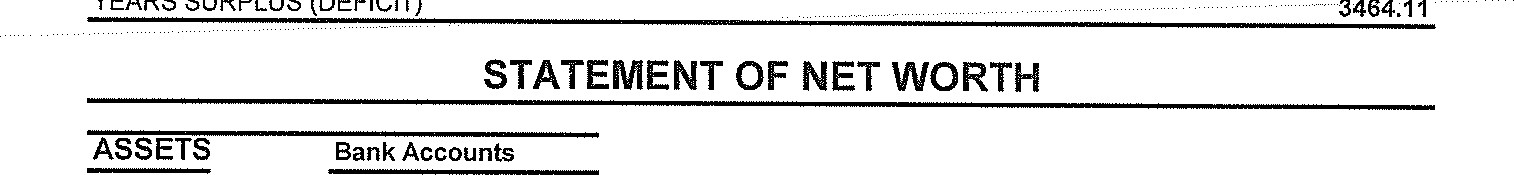 YEARS SURPLUS (DEFICIT) 3464.11
STATEMENT OF NET WORTH
ASSETS Bank Accounts